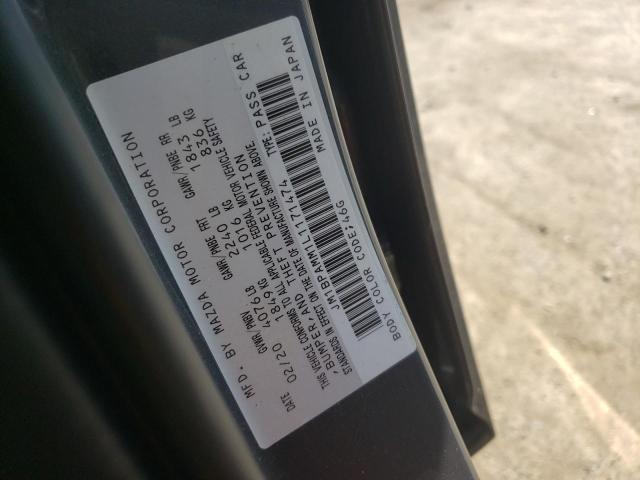 MFD. BY MAZDA MOTOR CORPORATION
DATE GVWR/PNBV GAWR/PNBE FRT GAWR/PNBE RR
02/20 4076 LB 2240 LB 1843 LB
1849 KG 1016 KG 836 KG
THIS VEHICLE CONFORMS TO ALL APPLICABLE FEDERAL MOTOR VEHICLE SAFETY
, BUMPER, AND THEFT PREVENTION
STANDARDS IN EFFECT ON THE DATE OF MANUFACTURE SHOWN ABOVE
JM1BPAMM1L1171474 TYPE: PASS CAR
BODY COLOR CODE: 46G MADE IN JAPAN